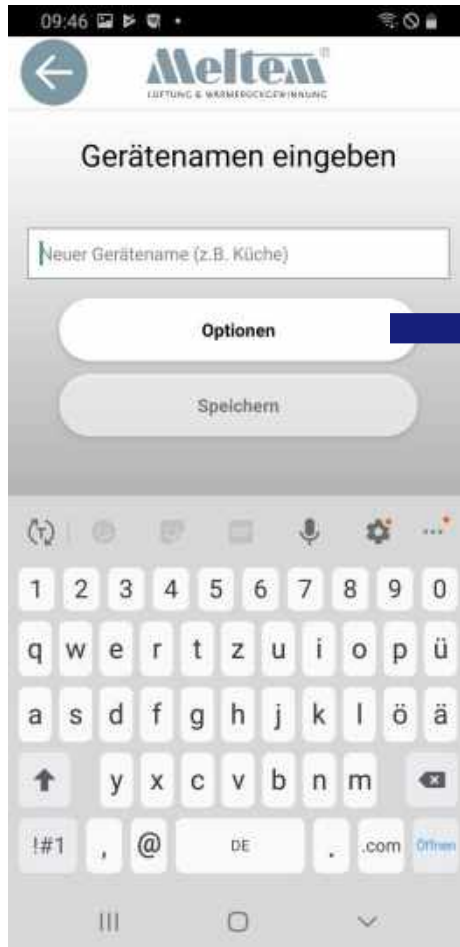 09:46
Meltem®
LÜFTUNG & WÄRMERÜCKGEWINNUNG
Gerätenamen eingeben
Neuer Gerätename (z.B. Küche)
Optionen
Speichern
1 2 3 4 5 6 7 8 9 0
q w e r t z u i o p ü
a s d f g h j k l ö ä
y x c v b n m
!#1 , @ DE . .com Öffnen